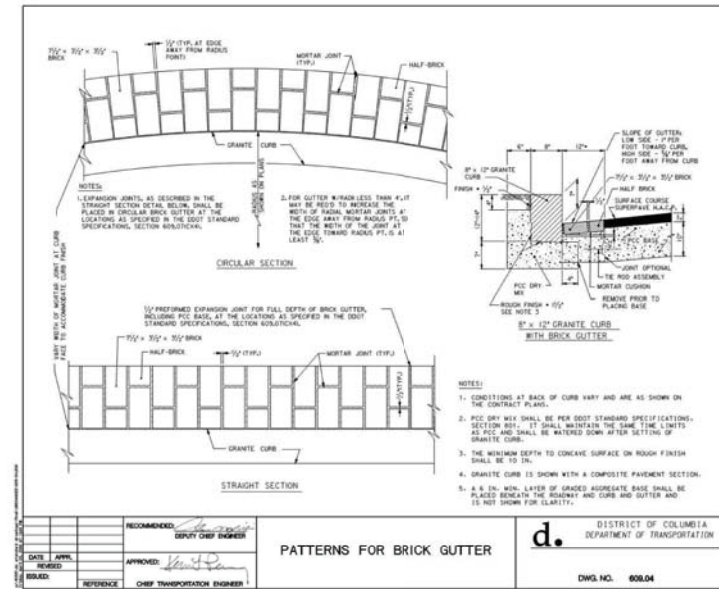 7½" × 3½" × 3½"
BRICK
½" (TYP. AT EDGE
AWAY FROM RADIUS
POINT)
MORTAR JOINT
(TYP.)
HALF-BRICK
½"(TYP.)
GRANITE CURB
RADIUS AS
SHOWN ON PLANS
NOTES:
1. EXPANSION JOINTS, AS DESCRIBED IN THE
STRAIGHT SECTION DETAIL BELOW, SHALL BE
PLACED IN CIRCULAR BRICK GUTTER AT THE
LOCATIONS AS SPECIFIED IN THE DDOT STANDARD
SPECIFICATIONS, SECTION
2. FOR GUTTER W/RADII LESS THAN 4', IT
MAY BE REQ'D TO INCREASE THE
WIDTH OF RADIAL MORTAR JOINTS AT
THE EDGE AWAY FROM RADIUS PT. SO
THAT THE WIDTH OF THE JOINT AT
THE EDGE TOWARD RADIUS PT. IS AT
LEAST
CIRCULAR SECTION
6"
8"
12"
SLOPE OF GUTTER:
LOW SIDE - 1" PER
FOOT TOWARD CURB,
HIGH SIDE - PER
FOOT AWAY FROM CURB
8" × 12" GRANITE
CURB
FINISH ± ½"
7½" × 3½" × 3½" BRICK
HALF BRICK
SURFACE COURSE
SUPERPAVE H.M.A.C.
PCC BASE
JOINT OPTIONAL
TIE ROD ASSEMBLY
MORTAR CUSHION
REMOVE PRIOR TO
PLACING BASE
7"
4"
10"
PCC DRY
MIX
ROUGH FINISH
SEE NOTE 3
8" × 12" GRANITE CURB
WITH BRICK GUTTER
VARY WIDTH OF MORTAR JOINT AT CURB
FACE TO ACCOMMODATE CURB FINISH
½" PREFORMED EXPANSION JOINT FOR FULL DEPTH OF BRICK GUTTER,
INCLUDING PCC BASE, AT THE LOCATIONS AS SPECIFIED IN THE DDOT
STANDARD SPECIFICATIONS, SECTION
7½" × 3½" × 3½" BRICK
HALF-BRICK
½" (TYP.)
MORTAR JOINT (TYP.)
½"(TYP.)
GRANITE CURB
STRAIGHT SECTION
NOTES:
1. CONDITIONS AT BACK OF CURB VARY AND ARE AS SHOWN ON
THE CONTRACT PLANS.
2. PCC DRY MIX SHALL BE PER DDOT STANDARD SPECIFICATIONS,
SECTION 801. IT SHALL MAINTAIN THE SAME TIME LIMITS
AS PCC AND SHALL BE WATERED DOWN AFTER SETTING OF
GRANITE CURB.
3. THE MINIMUM DEPTH TO CONCAVE SURFACE ON ROUGH FINISH
SHALL BE 10 IN.
4. GRANITE CURB IS SHOWN WITH A COMPOSITE PAVEMENT SECTION.
5. A 6 IN. MIN. LAYER OF GRADED AGGREGATE BASE SHALL BE
PLACED BENEATH THE ROADWAY AND CURB AND GUTTER AND
IS NOT SHOWN FOR CLARITY.
DATE APPR.
REVISED
ISSUED:
REFERENCE
RECOMMENDED:
DEPUTY CHIEF ENGINEER
APPROVED:
CHIEF TRANSPORTATION ENGINEER
PATTERNS FOR BRICK GUTTER
d.
DISTRICT OF COLUMBIA
DEPARTMENT OF TRANSPORTATION
DWG. NO. 609.04